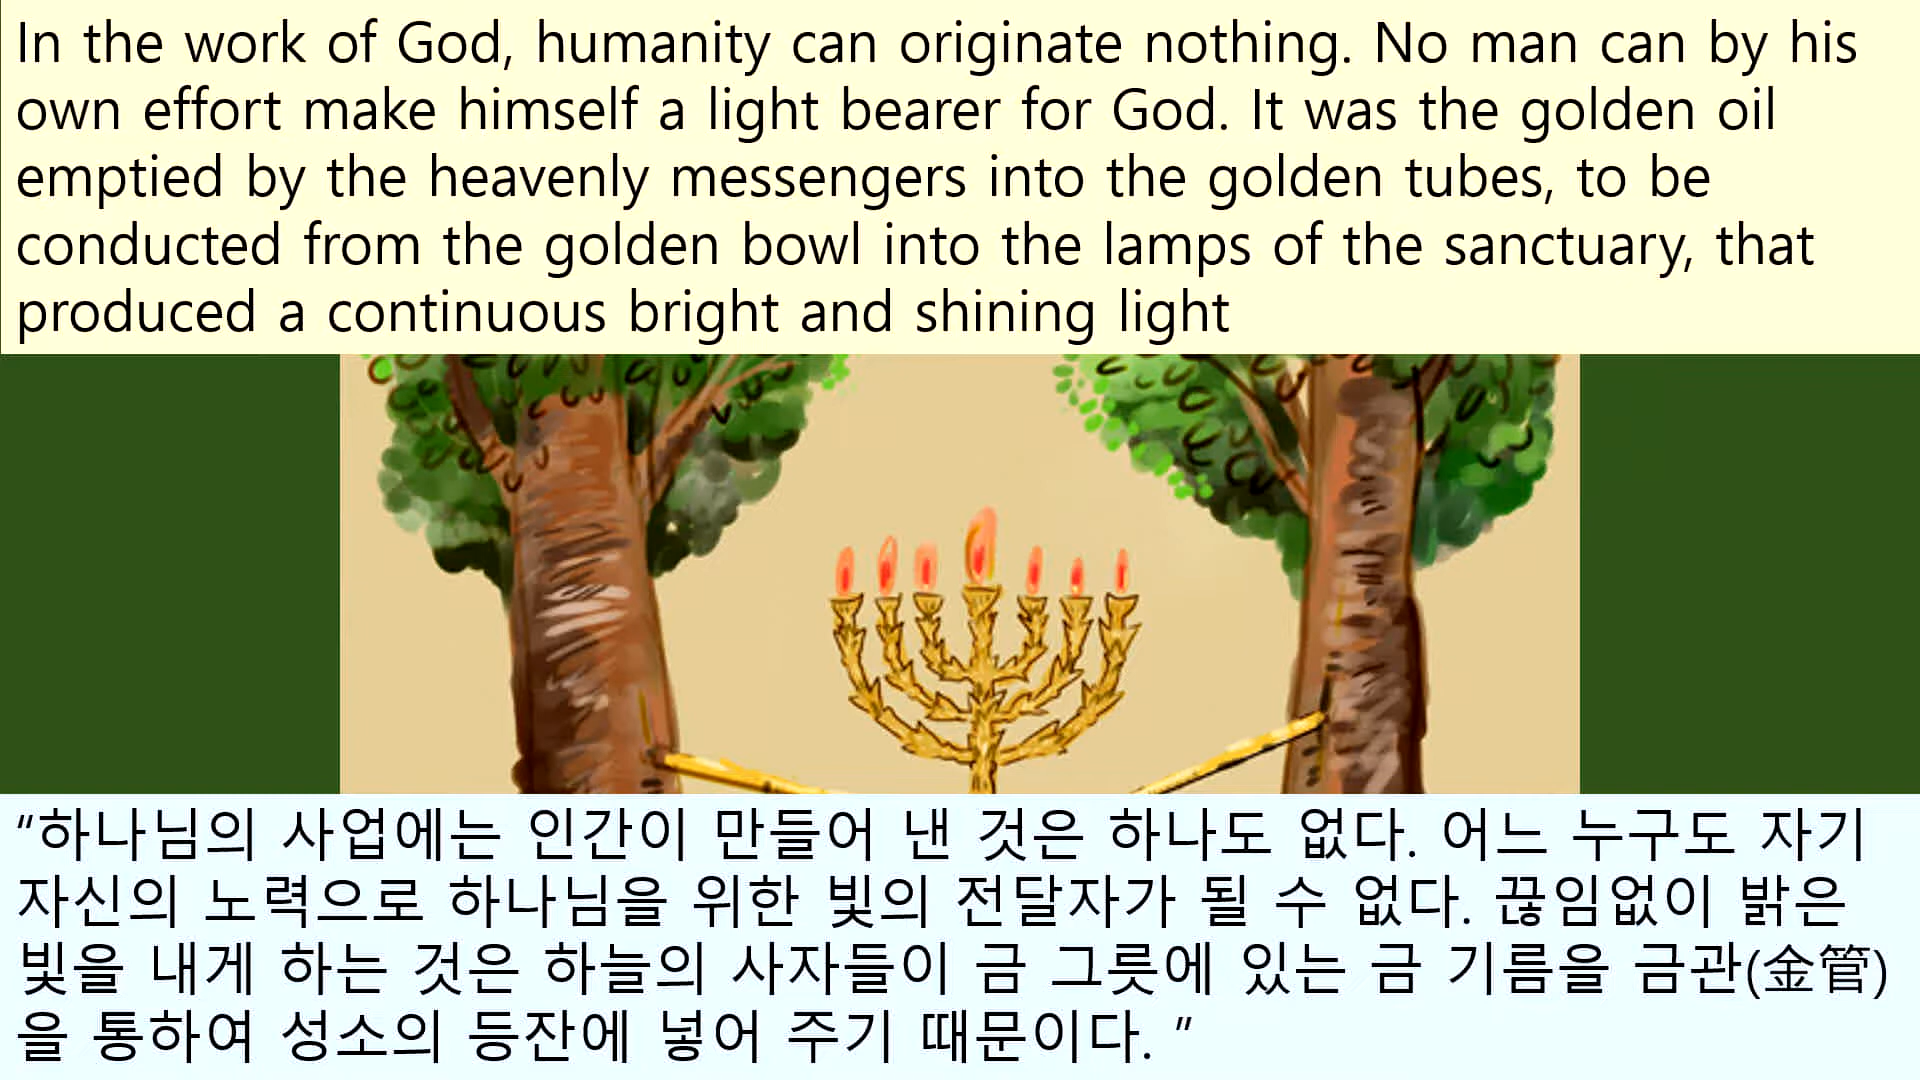 In the work of God, humanity can originate nothing. No man can by his
own effort make himself a light bearer for God. It was the golden oil
emptied by the heavenly messengers into the golden tubes, to be
conducted from the golden bowl into the lamps of the sanctuary, that
produced a continuous bright and shining light
“하나님의 사업에는 인간이 만들어 낸 것은 하나도 없다. 어느 누구도 자기
자신의 노력으로 하나님을 위한 빛의 전달자가 될 수 없다. 끊임없이 밝은
빛을 내게 하는 것은 하늘의 사자들이 금 그릇에 있는 금 기름을 금관(金管)
을 통하여 성소의 등잔에 넣어 주기 때문이다. ”